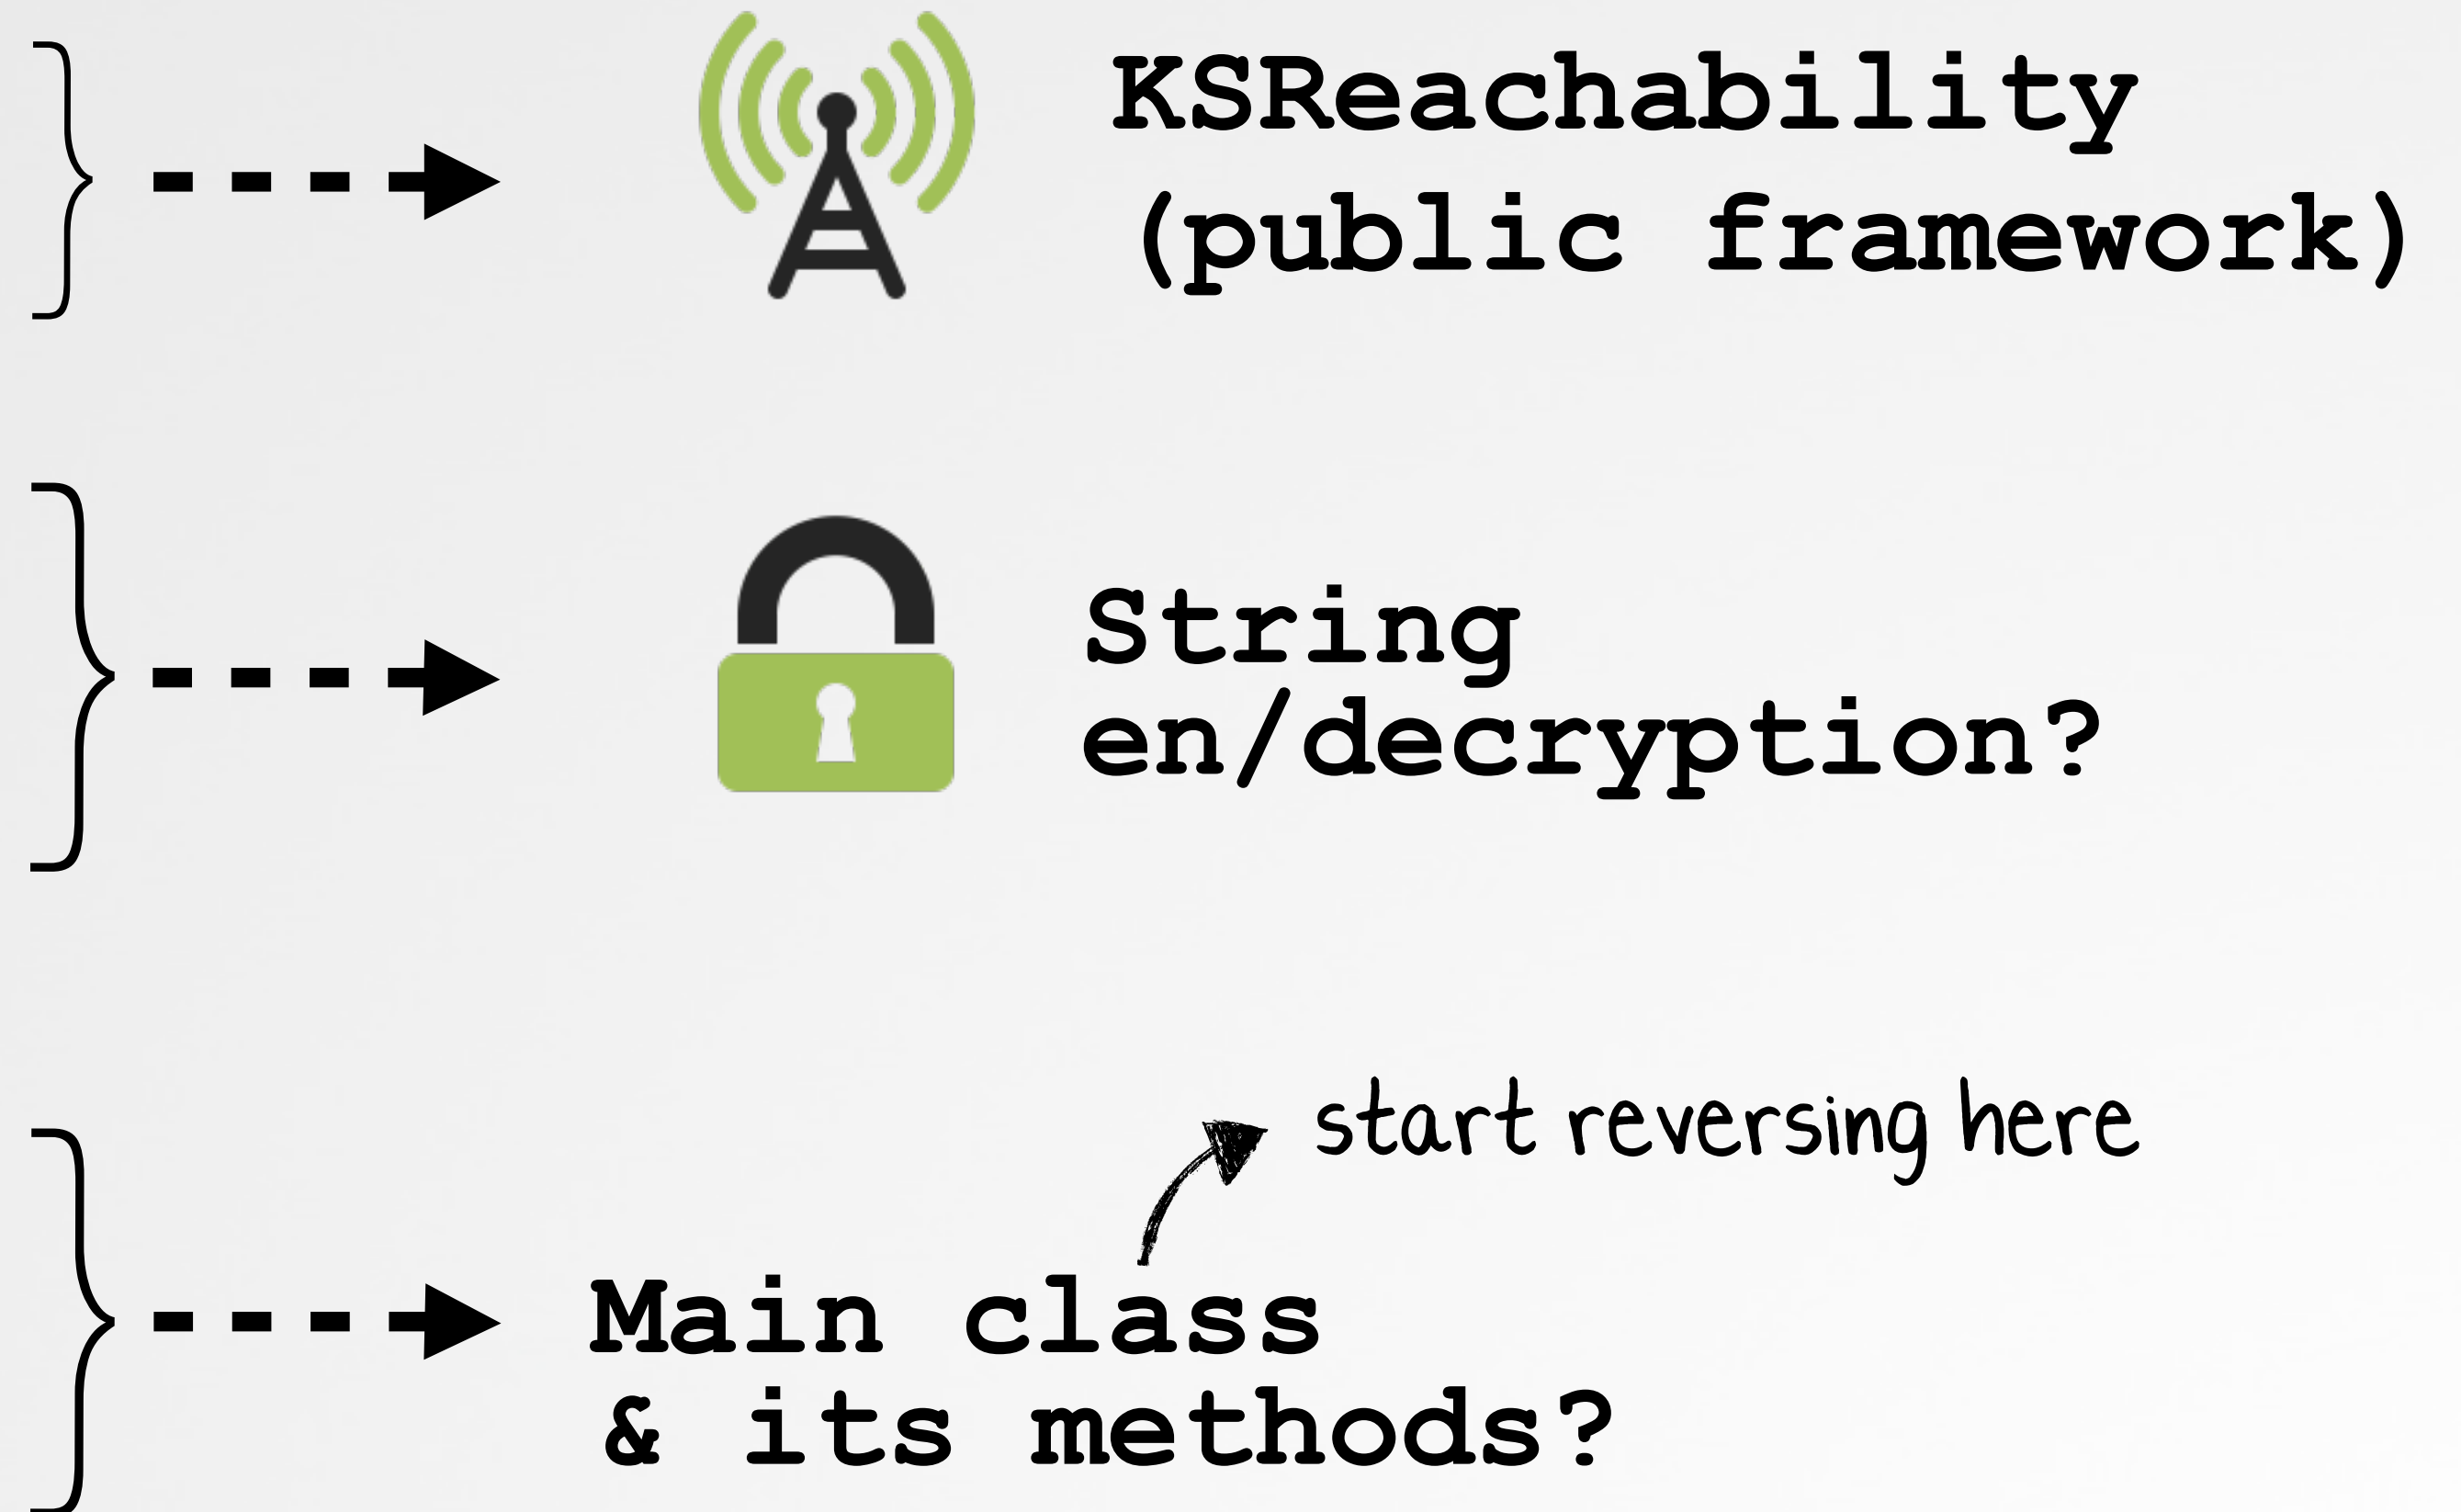 KSReachability
(public framework)
String
en/decryption?
start reversing here
Main class
& its methods?